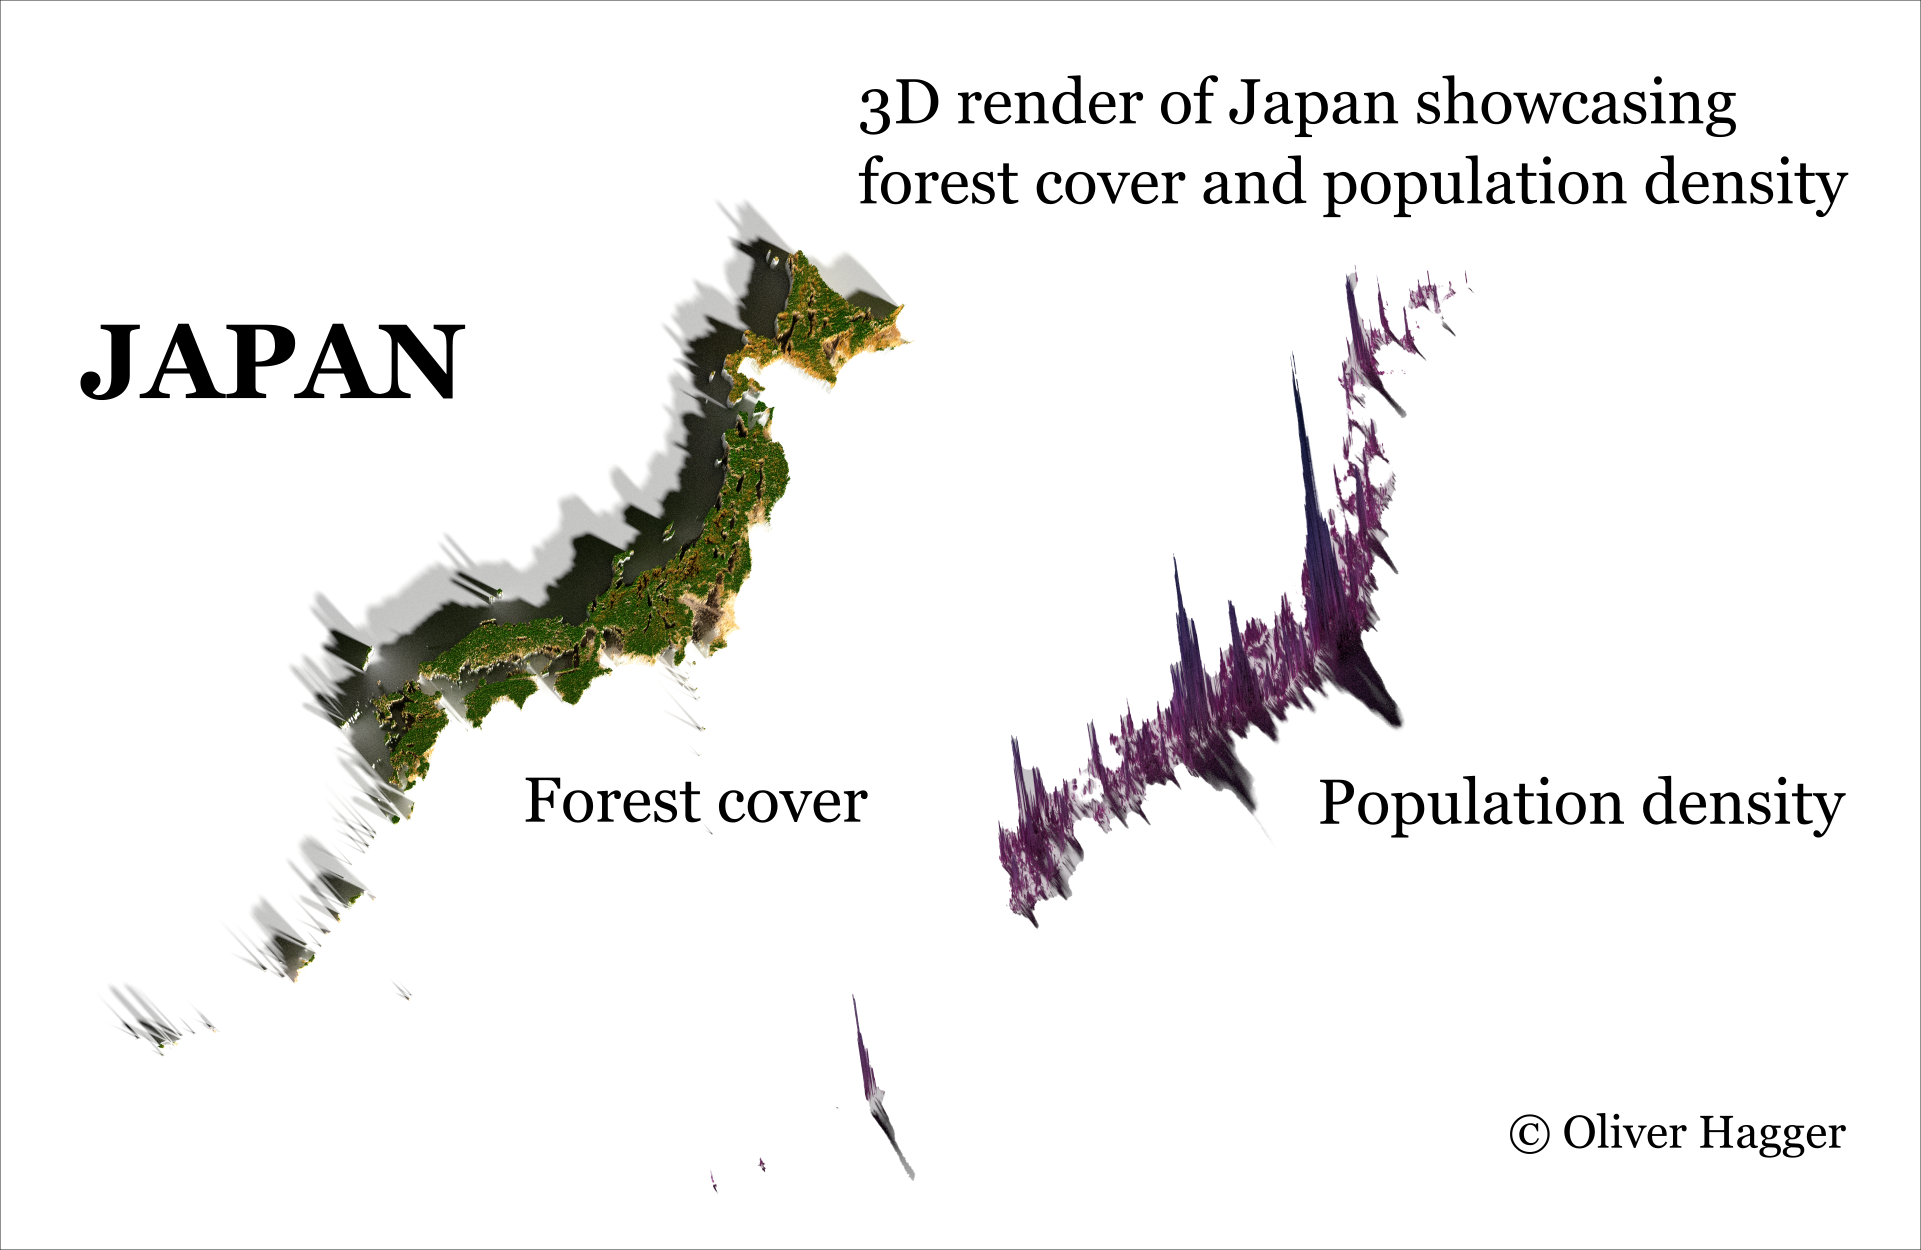 3D render of Japan showcasing
forest cover and population density
JAPAN
Forest cover
Population density
© Oliver Hagger